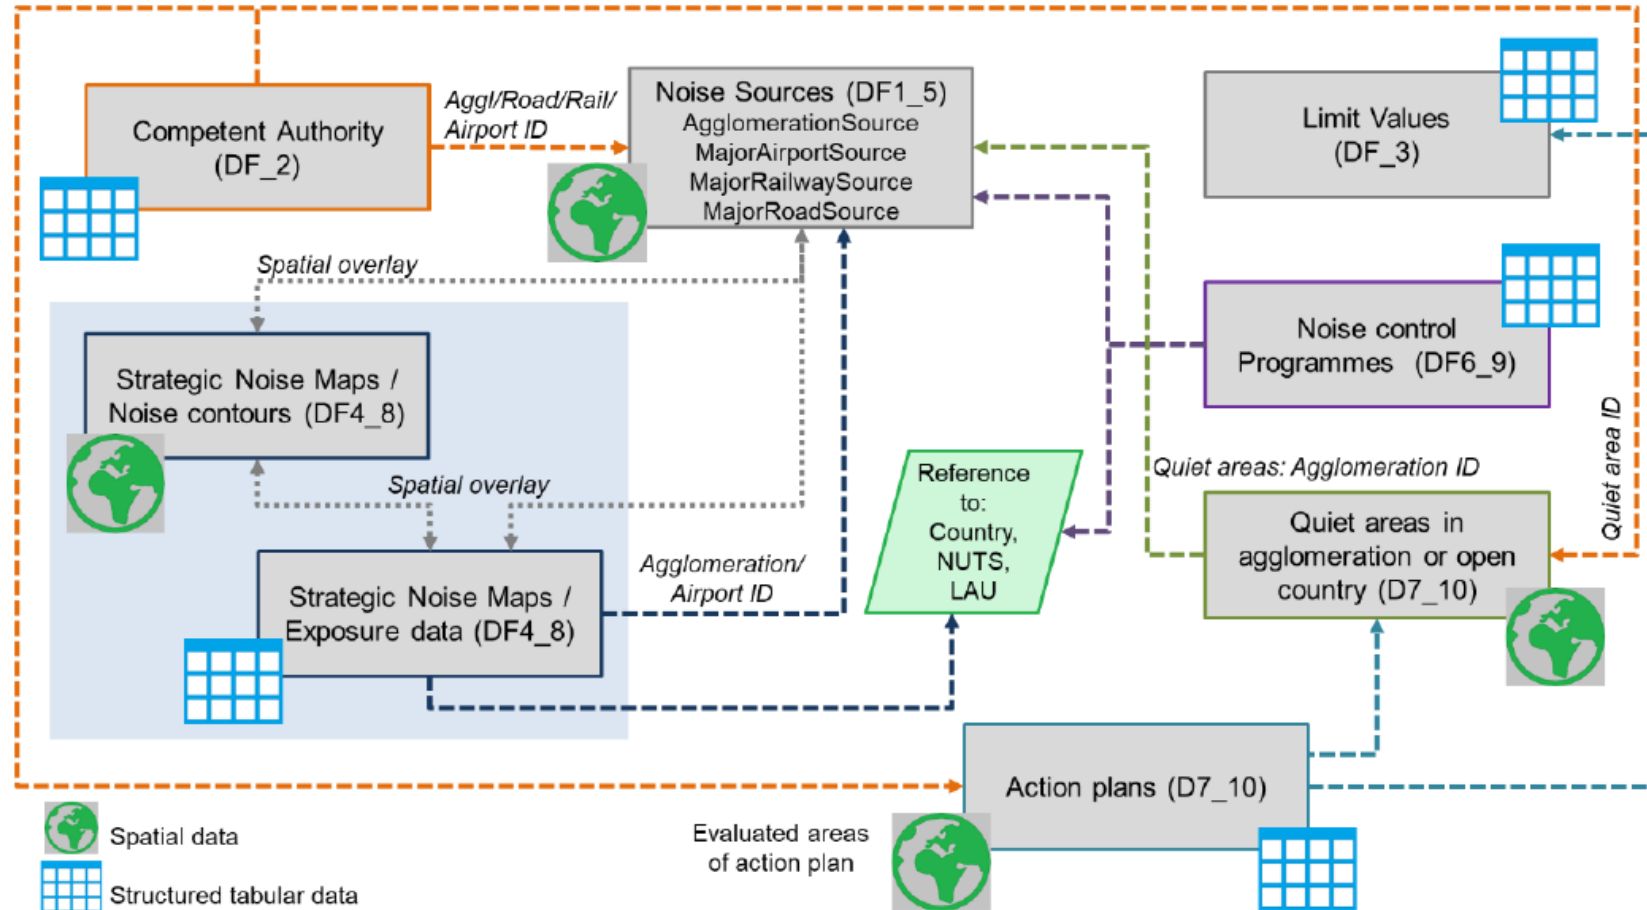 Aggl/Road/Rail/
Airport ID
Competent Authority
(DF_2)
Noise Sources (DF1_5)
AgglomerationSource
MajorAirportSource
MajorRailwaySource
MajorRoadSource
Limit Values
(DF_3)
Spatial overlay
Strategic Noise Maps /
Noise contours (DF4_8)
Noise control
Programmes (DF6_9)
Spatial overlay
Reference
to:
Country,
NUTS,
LAU
Quiet areas: Agglomeration ID
Quiet area ID
Quiet areas in
agglomeration or open
country (D7_10)
Agglomeration/
Airport ID
Strategic Noise Maps /
Exposure data (DF4_8)
Action plans (D7_10)
Evaluated areas
of action plan
Spatial data
Structured tabular data